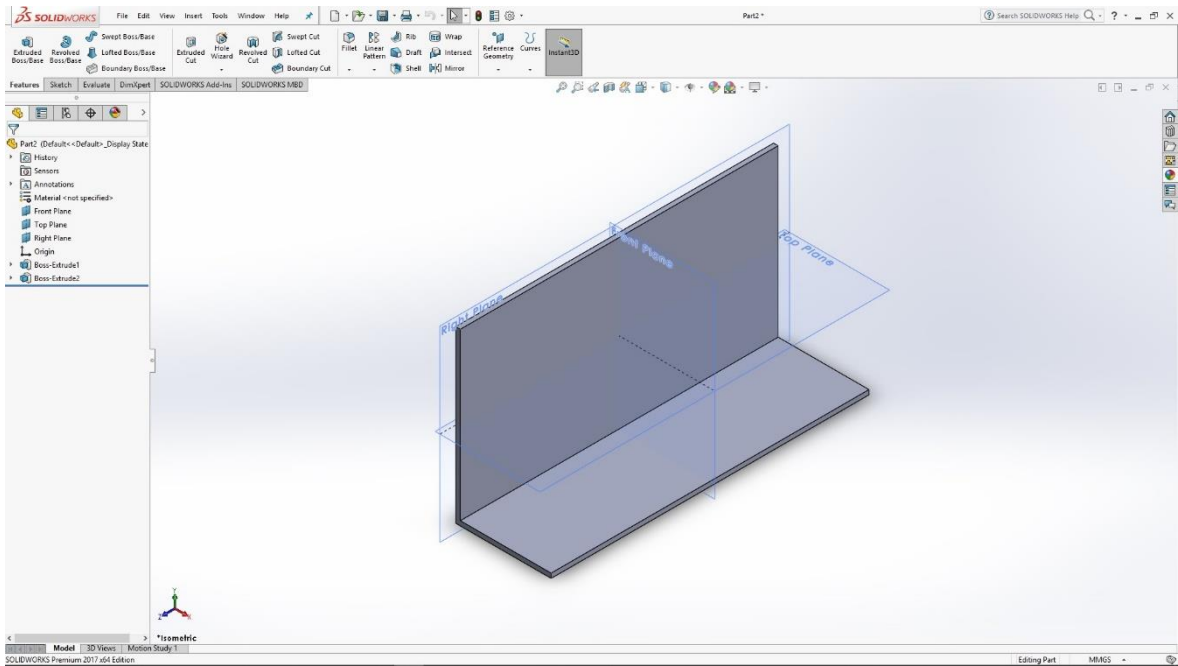 SOLIDWORKS File Edit View Insert Tools Window Help Part2 * Search SOLIDWORKS Help
Extruded Boss/Base
Revolved Boss/Base
Swept Boss/Base
Lofted Boss/Base
Boundary Boss/Base
Extruded Cut
Hole Wizard
Revolved Cut
Swept Cut
Lofted Cut
Boundary Cut
Fillet
Linear Pattern
Rib
Draft
Shell
Wrap
Intersect
Mirror
Reference Geometry
Curves
Instant3D
Features Sketch Evaluate DimXpert SOLIDWORKS Add-Ins SOLIDWORKS MBD
Part2 (Default<<Default>_Display State
History
Sensors
Annotations
Material <not specified>
Front Plane
Top Plane
Right Plane
Origin
Boss-Extrude1
Boss-Extrude2
Front Plane
Top Plane
Right Plane
Y
Z
X
*Isometric
Model 3D Views Motion Study 1
SOLIDWORKS Premium 2017 x64 Edition Editing Part MMGS